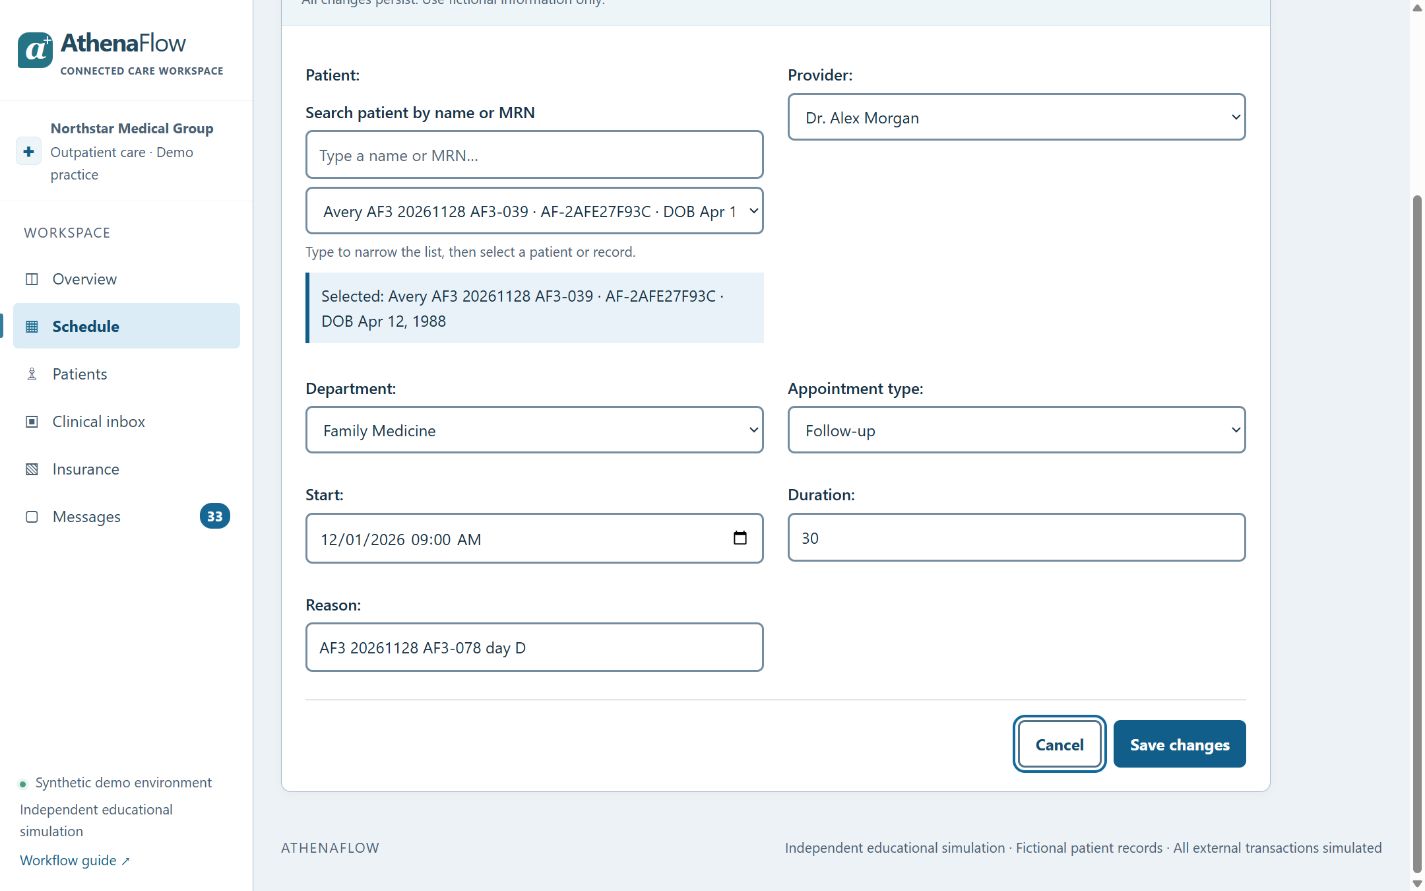 All changes persist. Use fictional information only.
a+ AthenaFlow
CONNECTED CARE WORKSPACE
Northstar Medical Group
Outpatient care · Demo
practice
WORKSPACE
Overview
Schedule
Patients
Clinical inbox
Insurance
Messages 33
Synthetic demo environment
Independent educational
simulation
Workflow guide ↗
Patient:
Search patient by name or MRN
Type a name or MRN...
Avery AF3 20261128 AF3-039 · AF-2AFE27F93C · DOB Apr 1
Type to narrow the list, then select a patient or record.
Selected: Avery AF3 20261128 AF3-039 · AF-2AFE27F93C ·
DOB Apr 12, 1988
Provider:
Dr. Alex Morgan
Department:
Family Medicine
Appointment type:
Follow-up
Start:
12/01/2026 09:00 AM
Duration:
30
Reason:
AF3 20261128 AF3-078 day D
Cancel
Save changes
ATHENAFLOW
Independent educational simulation · Fictional patient records · All external transactions simulated